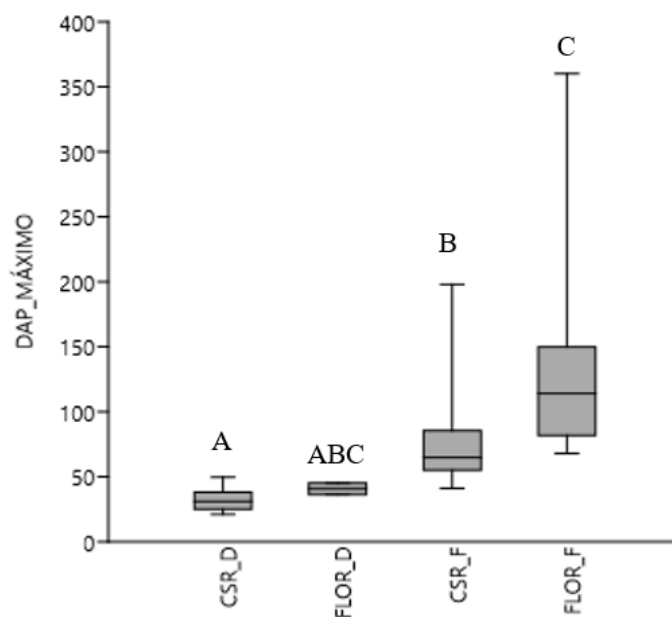 400
350
300
250
200
150
100
50
0
DAP_MÁXIMO
A
ABC
B
C
CSR_D
FLOR_D
CSR_F
FLOR_F